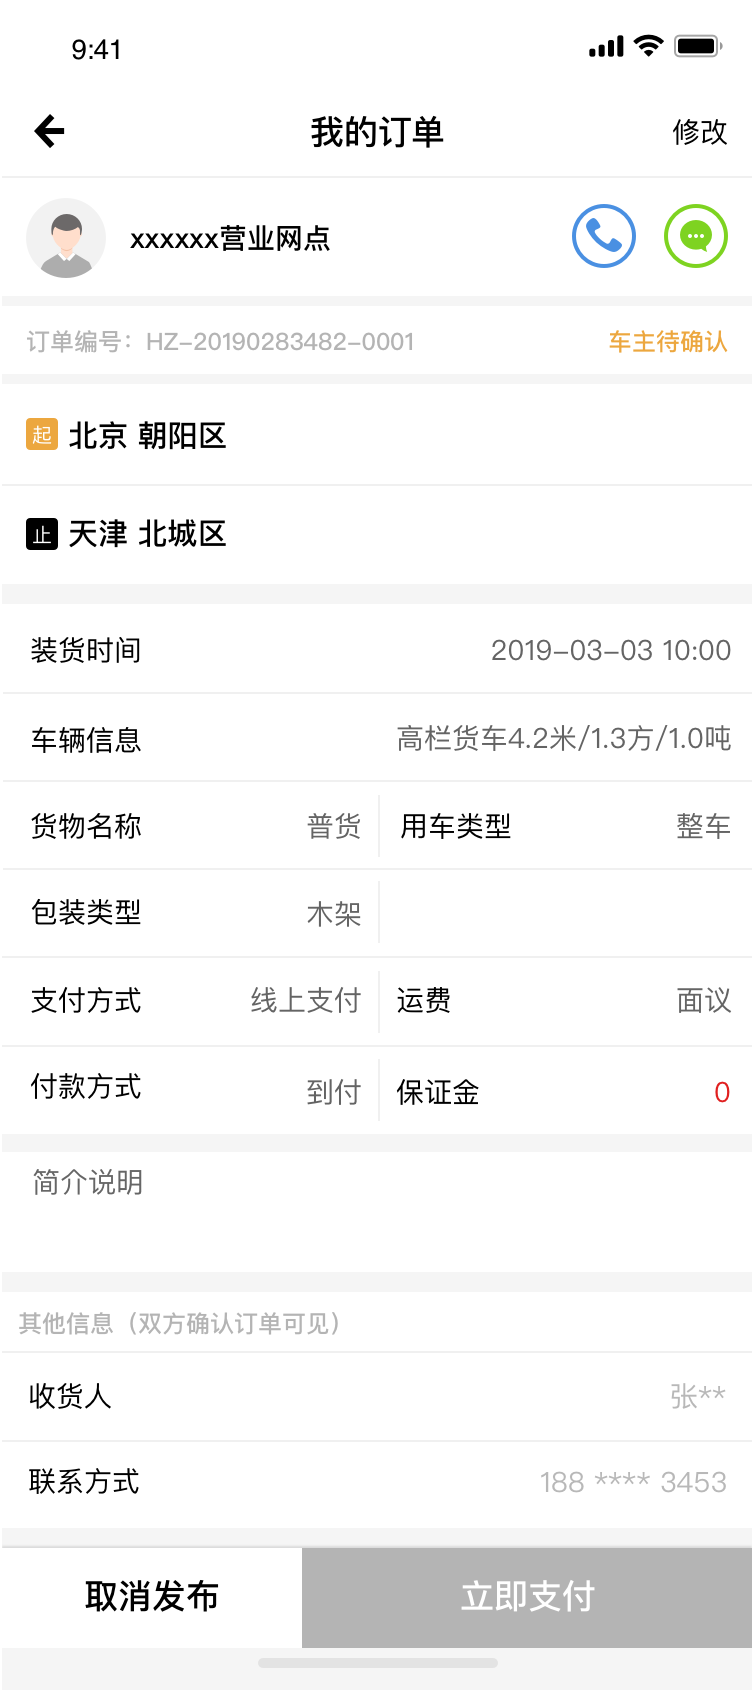 9:41
我的订单 修改
xxxxxx营业网点
订单编号：HZ-20190283482-0001 车主待确认
起 北京 朝阳区
止 天津 北城区
装货时间 2019-03-03 10:00
车辆信息 高栏货车4.2米/1.3方/1.0吨
货物名称 普货 用车类型 整车
包装类型 木架
支付方式 线上支付 运费 面议
付款方式 到付 保证金 0
简介说明
其他信息（双方确认订单可见）
收货人 张**
联系方式 188 **** 3453
取消发布 立即支付